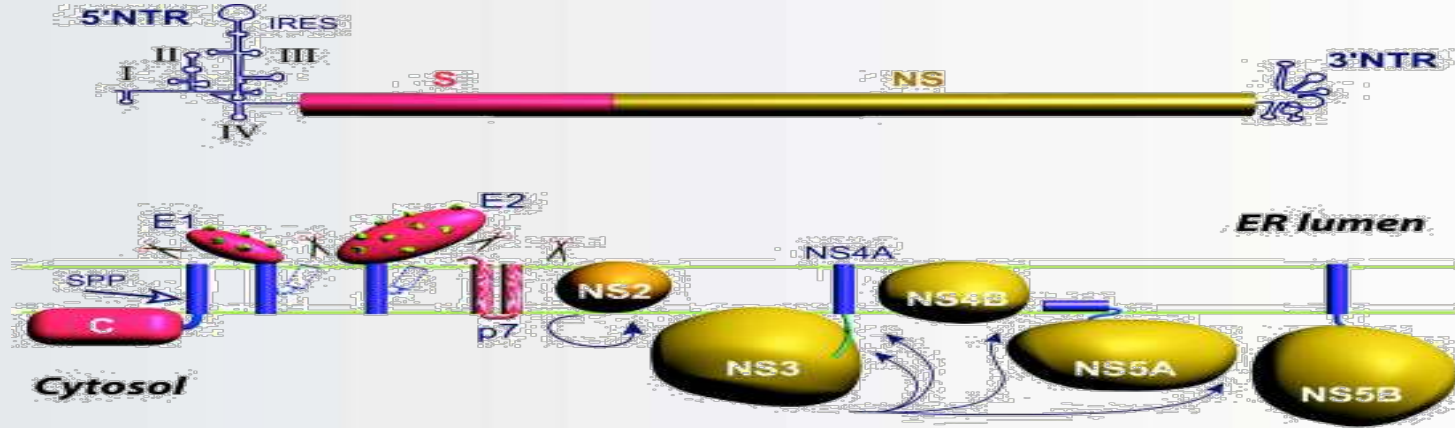 5'NTR
IRES
II
III
I
IV
S
NS
3'NTR
E1
E2
ER lumen
SPP
NS4A
C
p7
NS2
NS4B
NS3
NS5A
NS5B
Cytosol